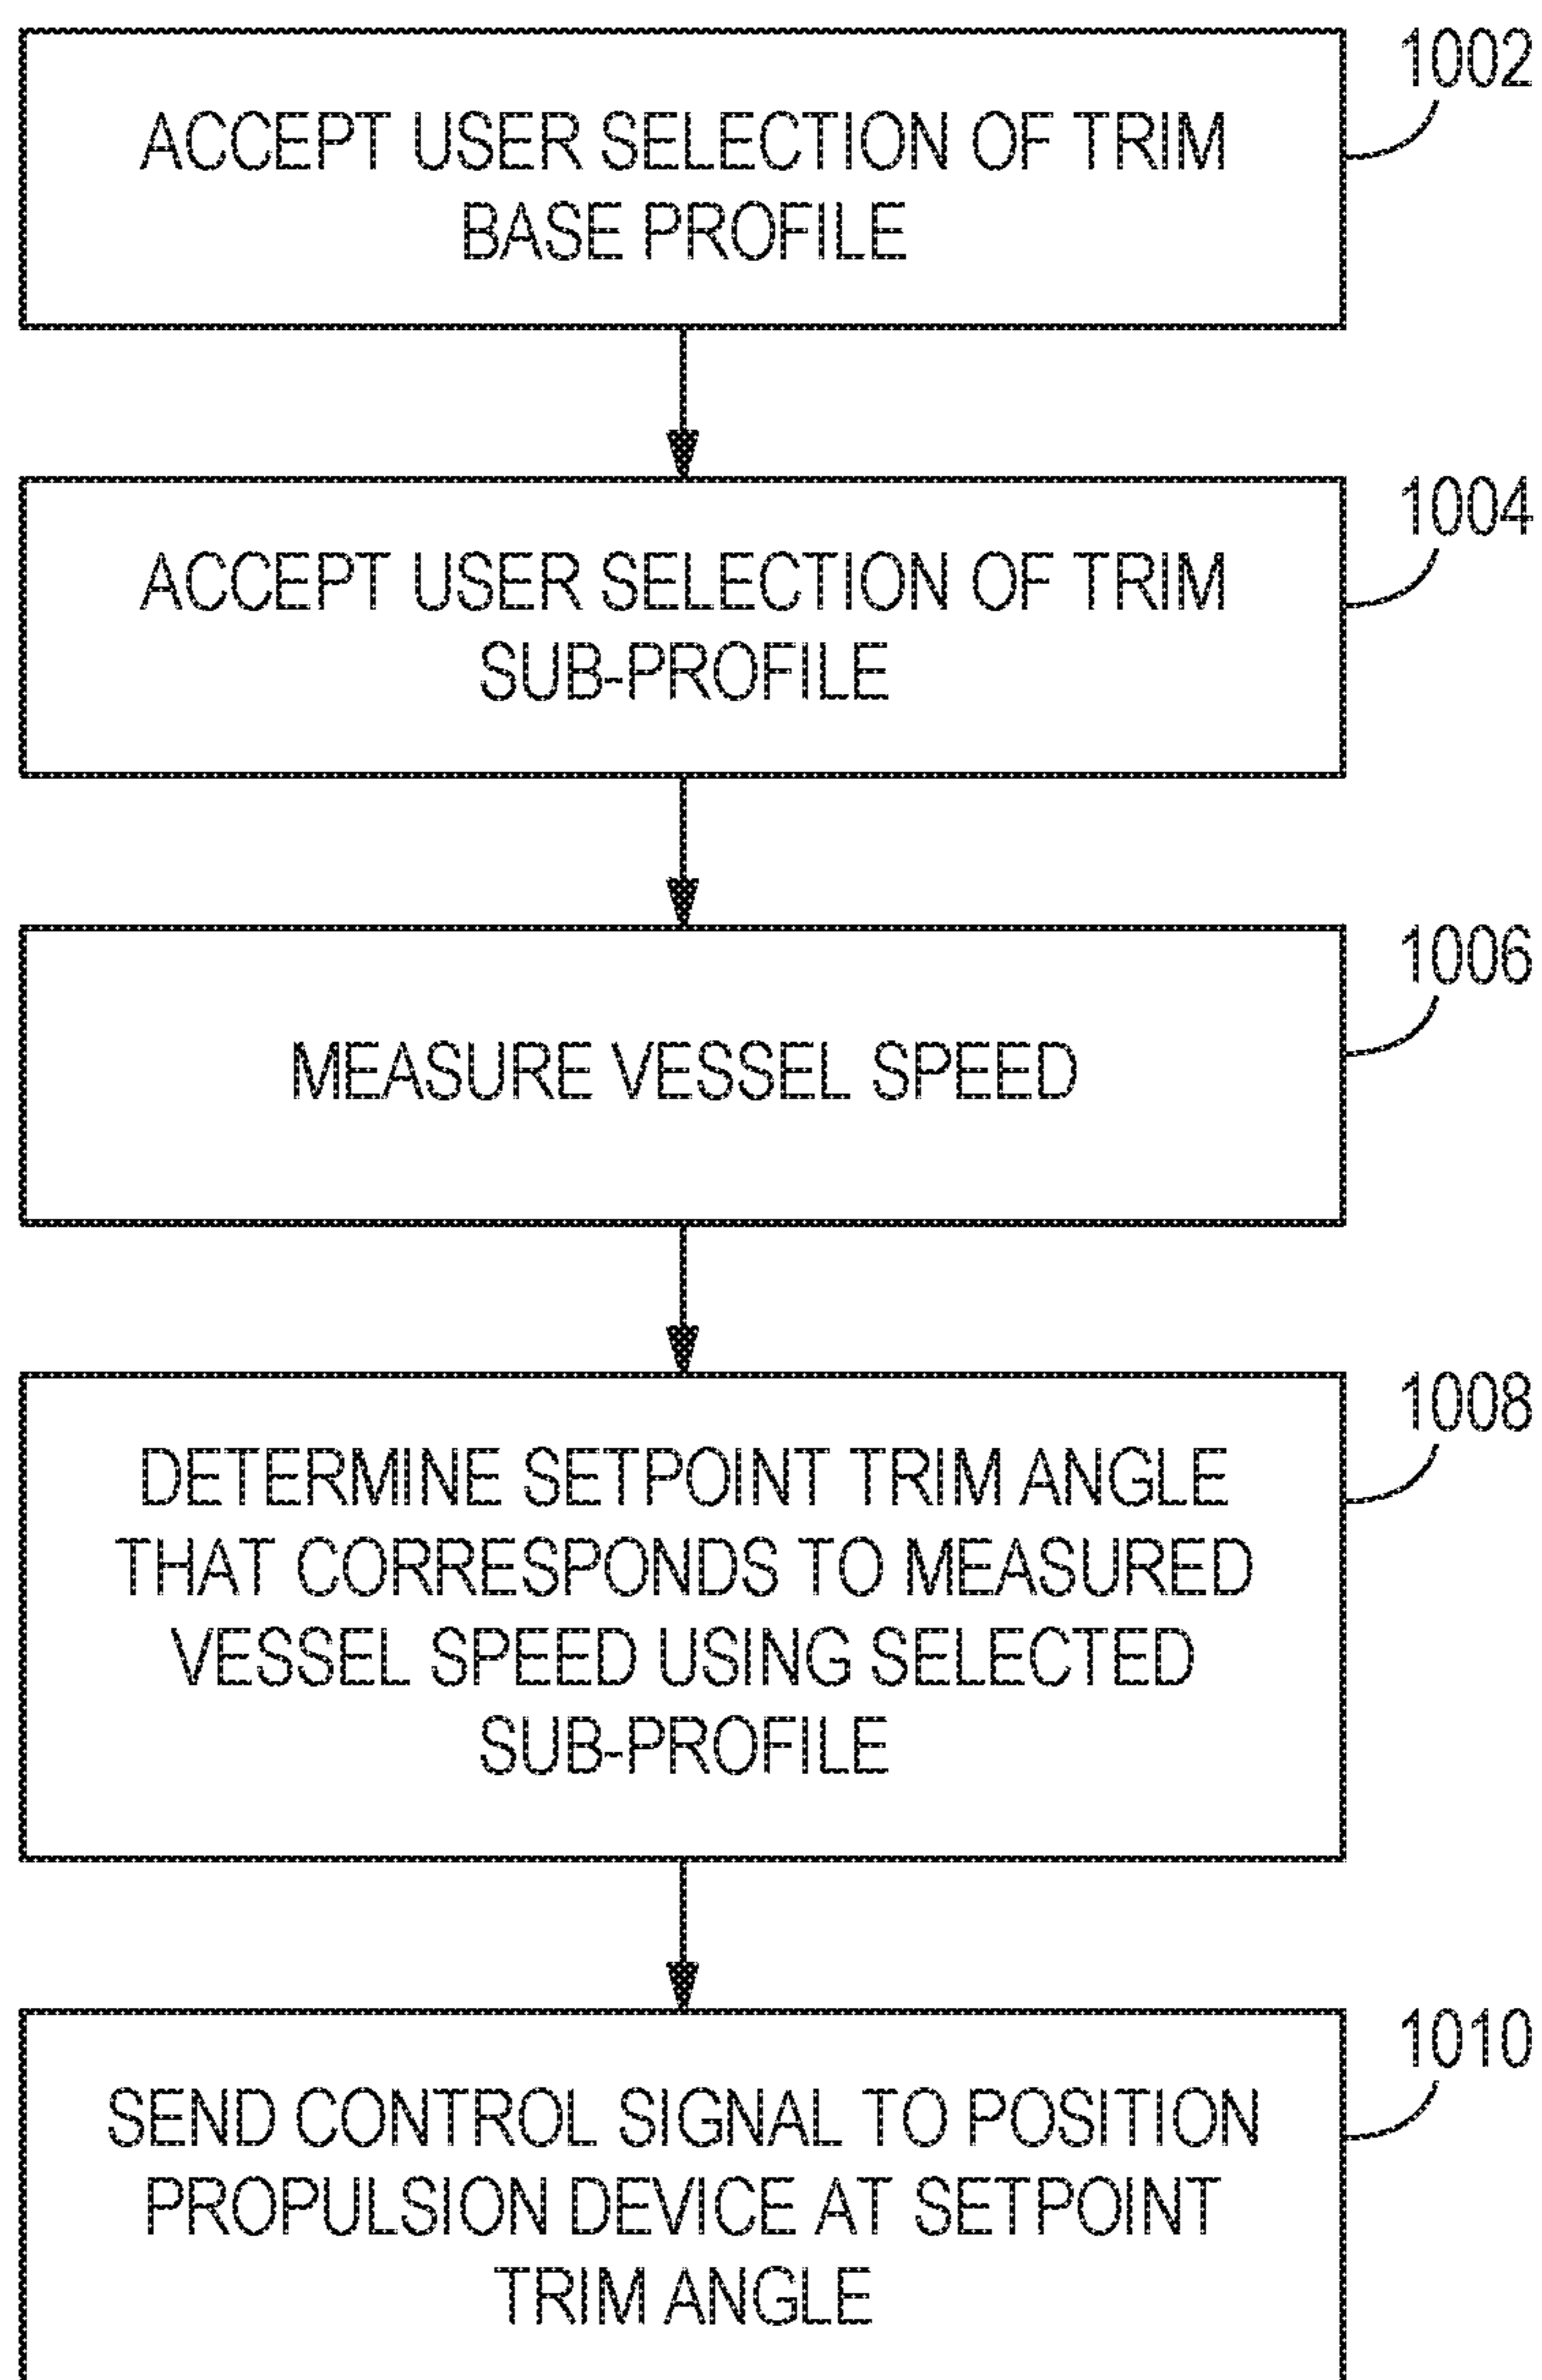 1002
ACCEPT USER SELECTION OF TRIM
BASE PROFILE
1004
ACCEPT USER SELECTION OF TRIM
SUB-PROFILE
1006
MEASURE VESSEL SPEED
1008
DETERMINE SETPOINT TRIM ANGLE
THAT CORRESPONDS TO MEASURED
VESSEL SPEED USING SELECTED
SUB-PROFILE
1010
SEND CONTROL SIGNAL TO POSITION
PROPULSION DEVICE AT SETPOINT
TRIM ANGLE